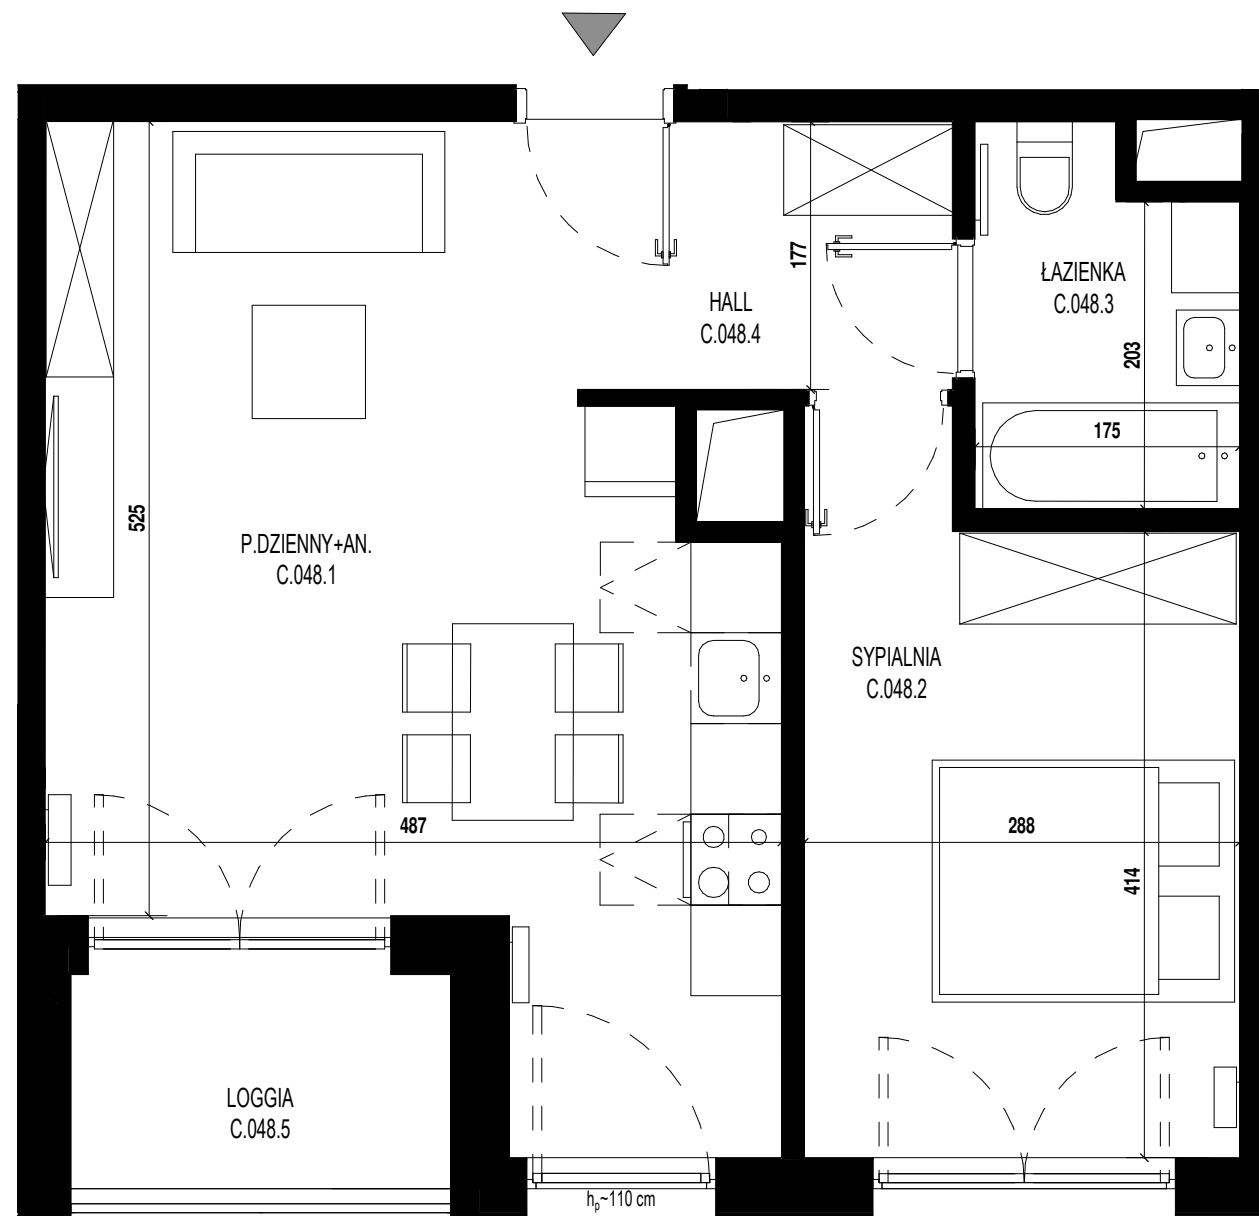 177
HALL
C.048.4
ŁAZIENKA
C.048.3
203
175
525
P.DZIENNY+AN.
C.048.1
SYPIALNIA
C.048.2
487
288
414
LOGGIA
C.048.5
hp~110 cm